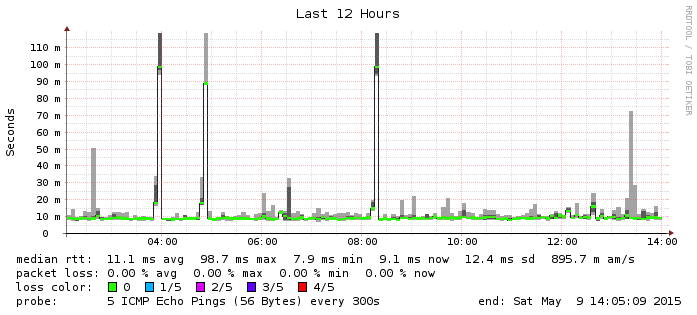 Last 12 Hours
RRDTOOL / TOBI OETIKER
Seconds
110 m
100 m
90 m
80 m
70 m
60 m
50 m
40 m
30 m
20 m
10 m
0
04:00 06:00 08:00 10:00 12:00 14:00
median rtt: 11.1 ms avg 98.7 ms max 7.9 ms min 9.1 ms now 12.4 ms sd 895.7 m am/s
packet loss: 0.00 % avg 0.00 % max 0.00 % min 0.00 % now
loss color: 0 1/5 2/5 3/5 4/5
probe: 5 ICMP Echo Pings (56 Bytes) every 300s end: Sat May 9 14:05:09 2015